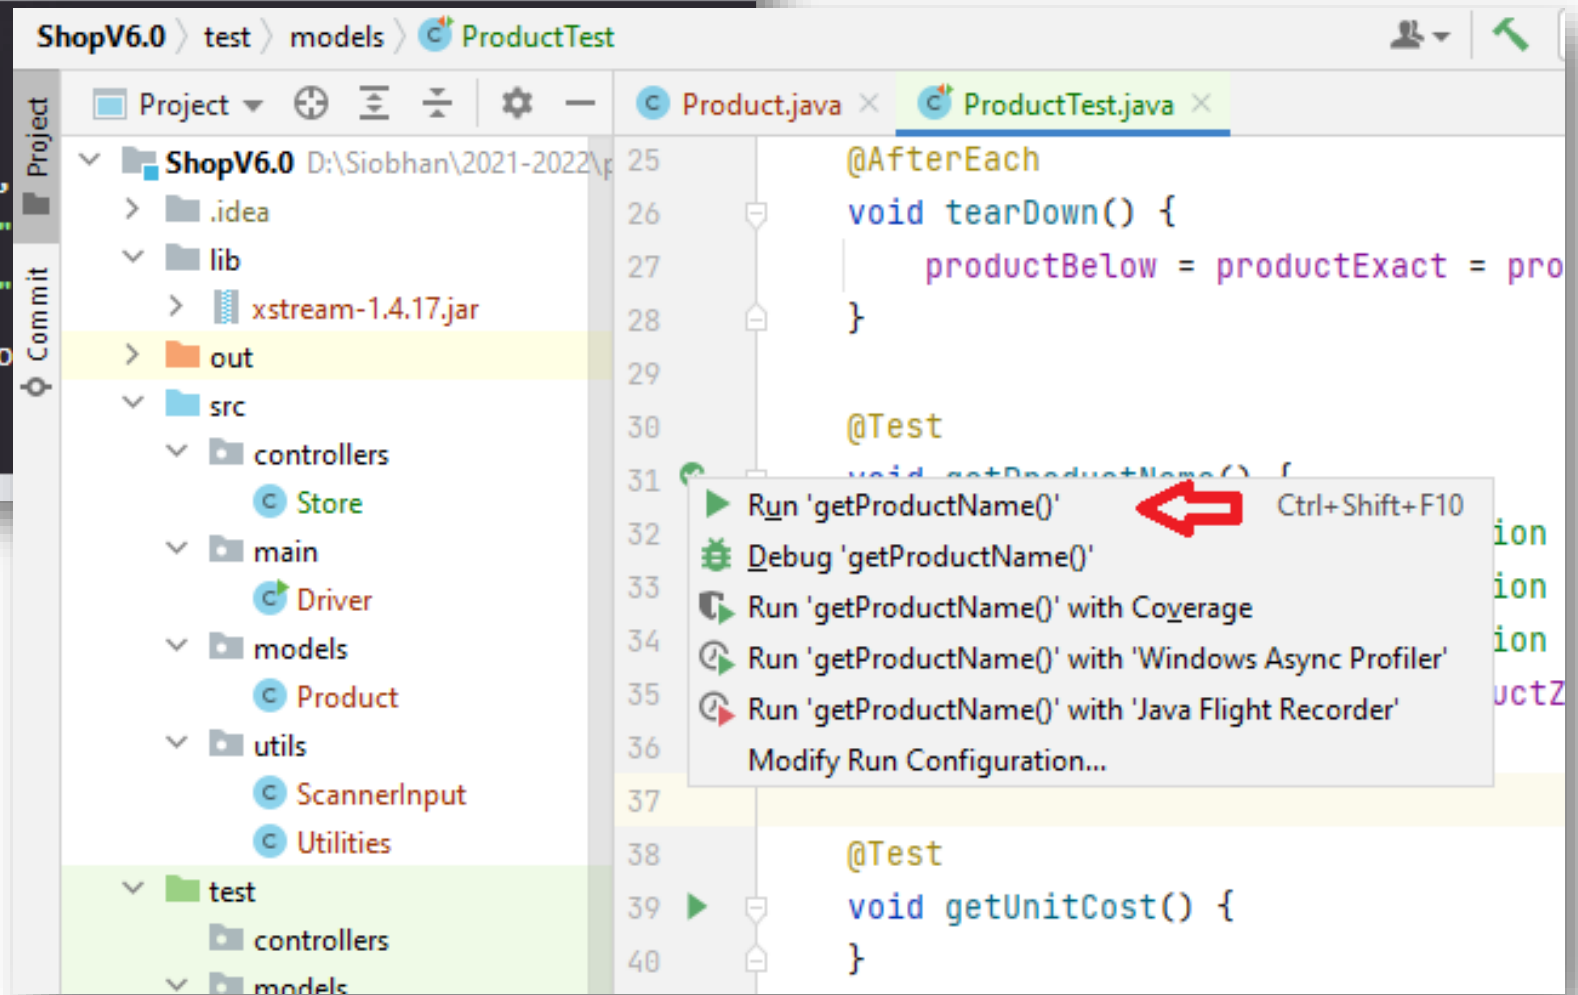 ShopV6.0 test models ProductTest
Project
Commit
Project
ShopV6.0 D:\Siobhan\2021-2022\
.idea
lib
xstream-1.4.17.jar
out
src
controllers
Store
main
Driver
models
Product
utils
ScannerInput
Utilities
test
controllers
models
Product.java ProductTest.java
25 @AfterEach
26 void tearDown() {
27 productBelow = productExact = pro
28 }
29
30 @Test
31 void getProductName() {
32 ion
33 ion
34 ion
35 uctZ
36
37
38 @Test
39 void getUnitCost() {
40 }
Run 'getProductName()' Ctrl+Shift+F10
Debug 'getProductName()'
Run 'getProductName()' with Coverage
Run 'getProductName()' with 'Windows Async Profiler'
Run 'getProductName()' with 'Java Flight Recorder'
Modify Run Configuration...